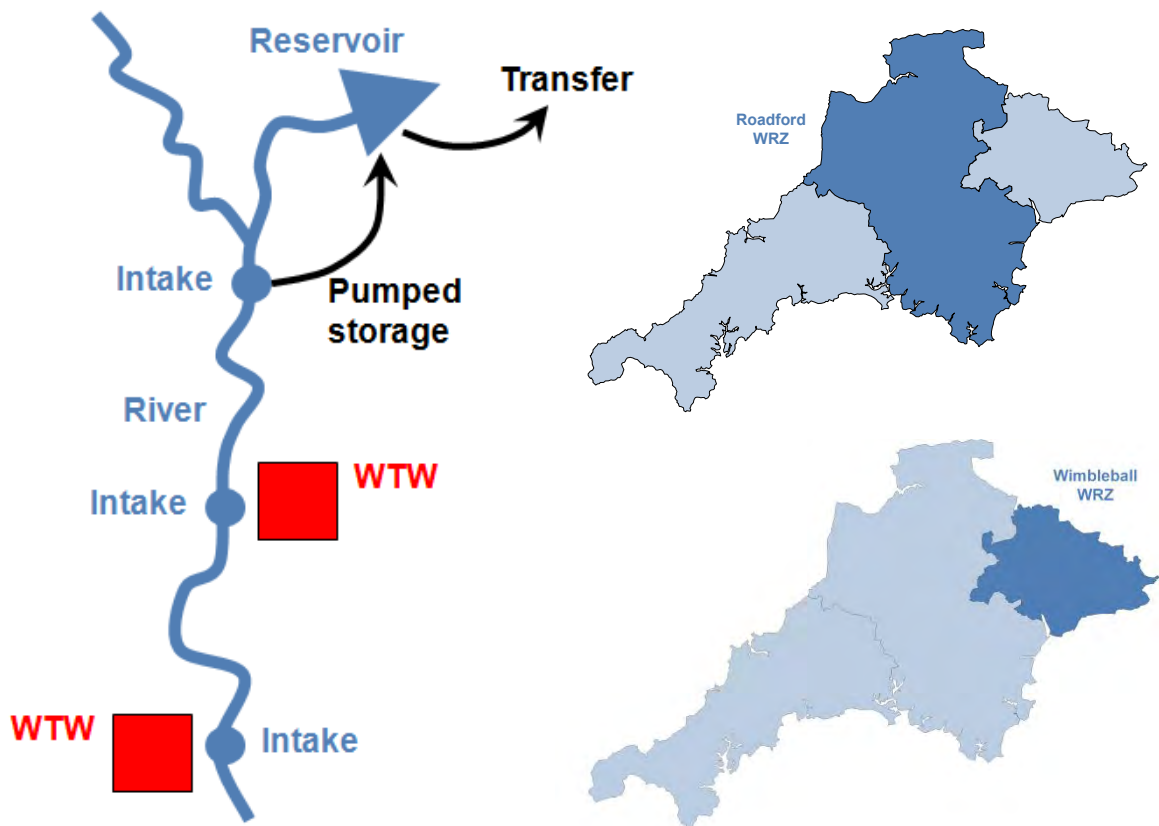 Reservoir
Transfer
Intake
Pumped
storage
River
Intake
WTW
WTW
Intake
Roadford
WRZ
Wimbleball
WRZ